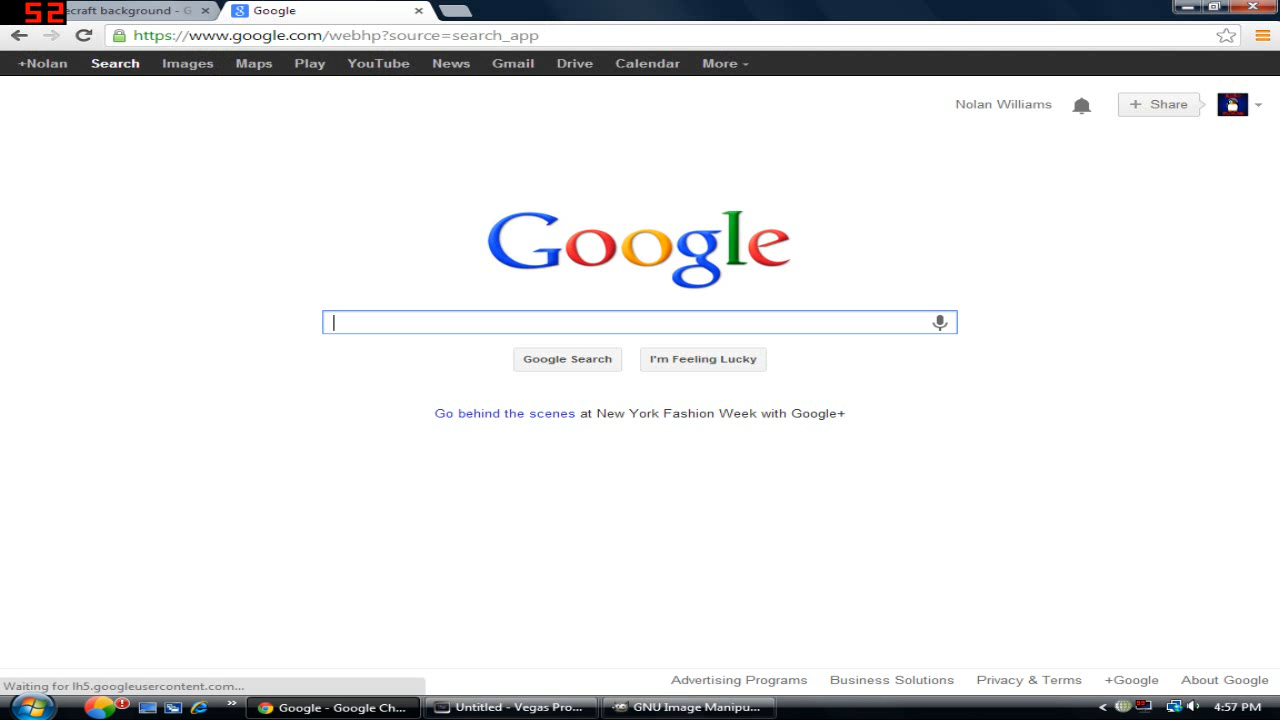 52
ecraft background - G
Google
https://www.google.com/webhp?source=search_app
+Nolan Search Images Maps Play YouTube News Gmail Drive Calendar More
Nolan Williams
+ Share
Google
Google Search
I'm Feeling Lucky
Go behind the scenes at New York Fashion Week with Google+
Advertising Programs Business Solutions Privacy & Terms +Google About Google
Waiting for lh5.googleusercontent.com...
Google - Google Ch...
Untitled - Vegas Pro...
GNU Image Manipu...
4:57 PM